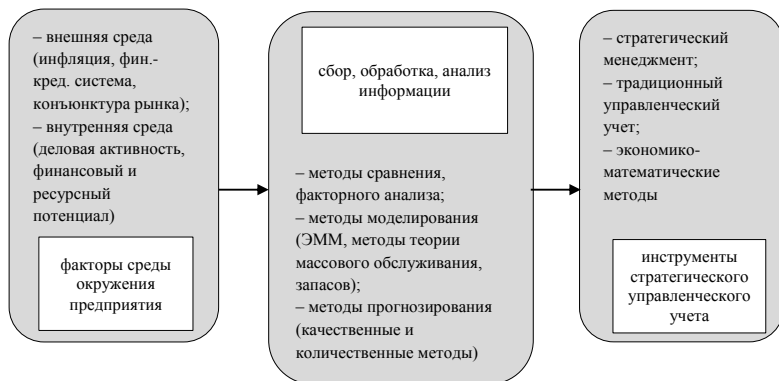 – внешняя среда
(инфляция, фин.-
кред. система,
конъюнктура рынка);
– внутренняя среда
(деловая активность,
финансовый и
ресурсный
потенциал)
факторы среды
окружения
предприятия
сбор, обработка, анализ
информации
– методы сравнения,
факторного анализа;
– методы моделирования
(ЭММ, методы теории
массового обслуживания,
запасов);
– методы прогнозирования
(качественные и
количественные методы)
– стратегический
менеджмент;
– традиционный
управленческий
учет;
– экономико-
математические
методы
инструменты
стратегического
управленческого
учета